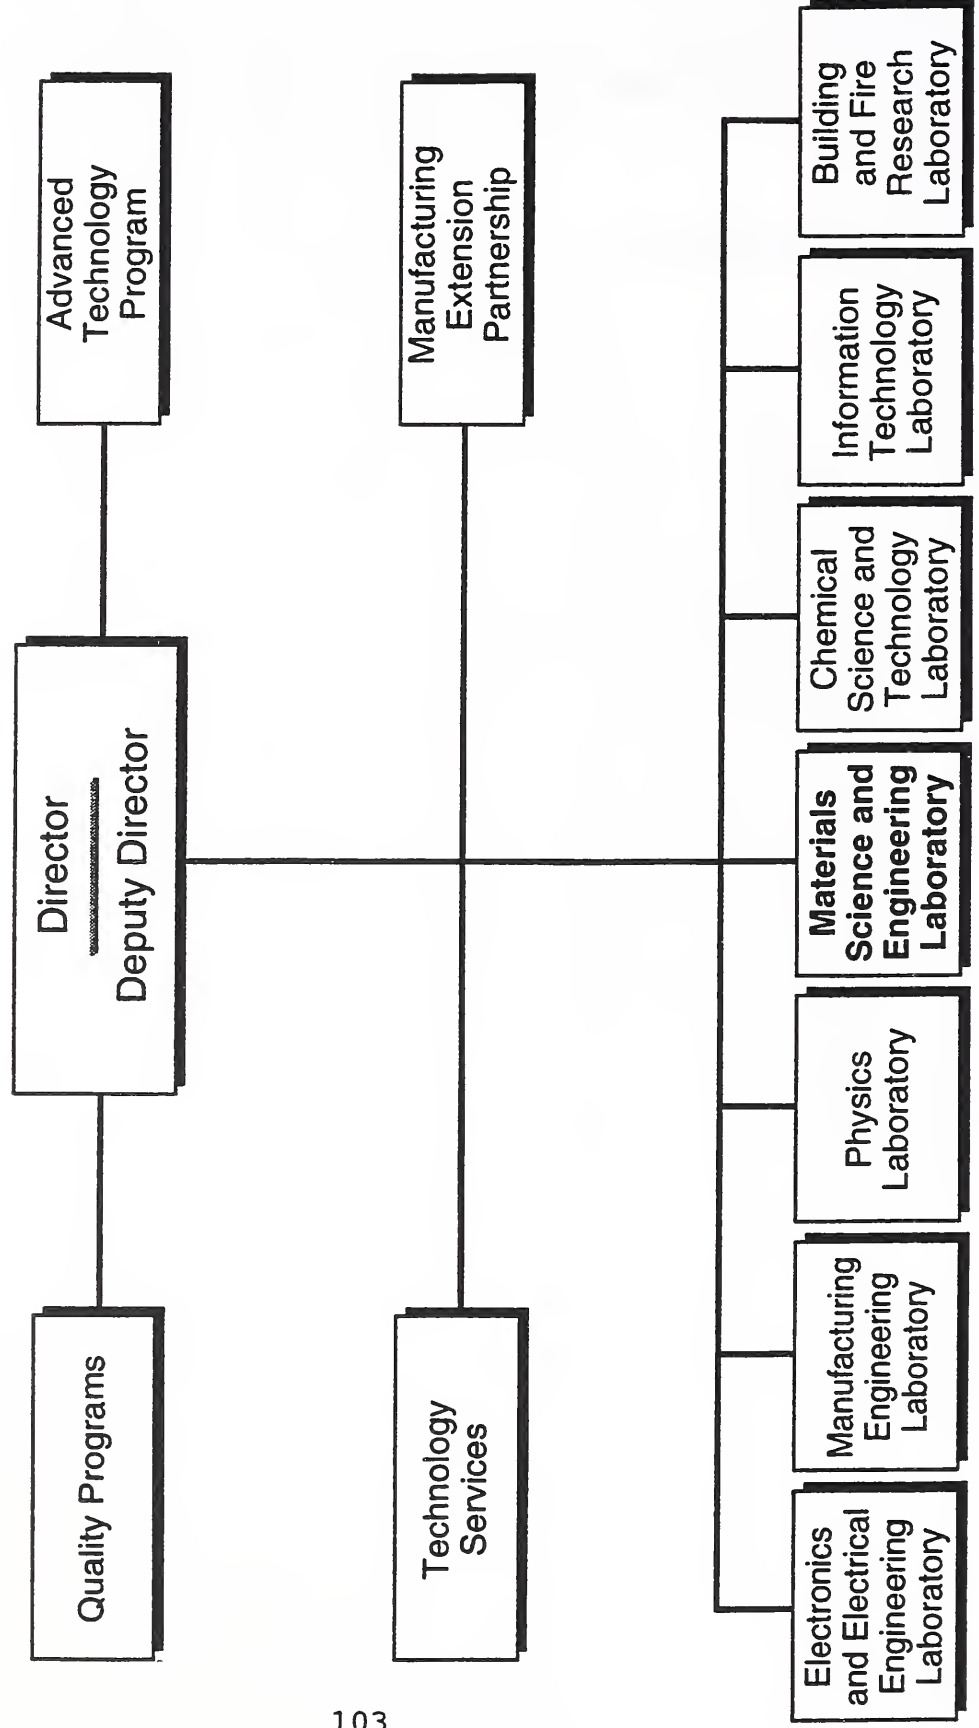 Director
Deputy Director
Quality Programs
Advanced
Technology
Program
Technology
Services
Manufacturing
Extension
Partnership
Electronics
and Electrical
Engineering
Laboratory
Manufacturing
Engineering
Laboratory
Physics
Laboratory
Materials
Science and
Engineering
Laboratory
Chemical
Science and
Technology
Laboratory
Information
Technology
Laboratory
Building
and Fire
Research
Laboratory
103